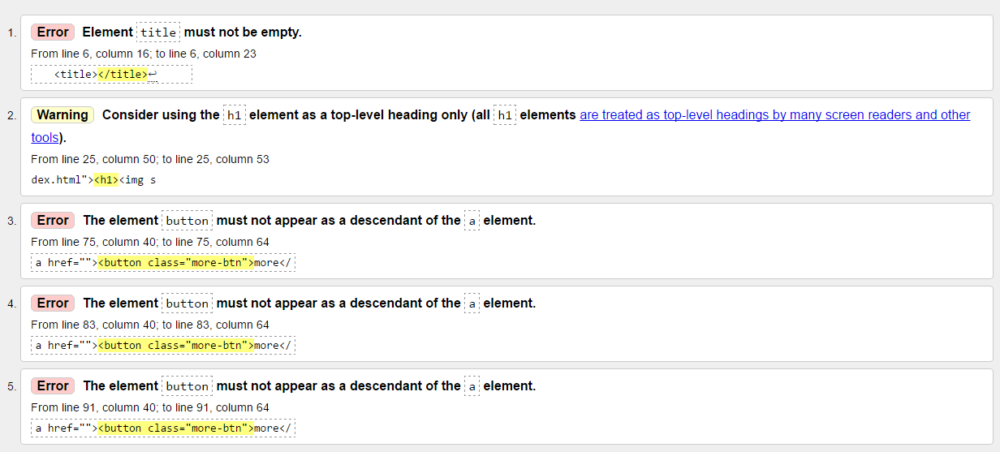 1. Error Element title must not be empty.
From line 6, column 16; to line 6, column 23
<title></title>↩
2. Warning Consider using the h1 element as a top-level heading only (all h1 elements are treated as top-level headings by many screen readers and other
tools).
From line 25, column 50; to line 25, column 53
dex.html"><h1><img s
3. Error The element button must not appear as a descendant of the a element.
From line 75, column 40; to line 75, column 64
a href=""><button class="more-btn">more</
4. Error The element button must not appear as a descendant of the a element.
From line 83, column 40; to line 83, column 64
a href=""><button class="more-btn">more</
5. Error The element button must not appear as a descendant of the a element.
From line 91, column 40; to line 91, column 64
a href=""><button class="more-btn">more</